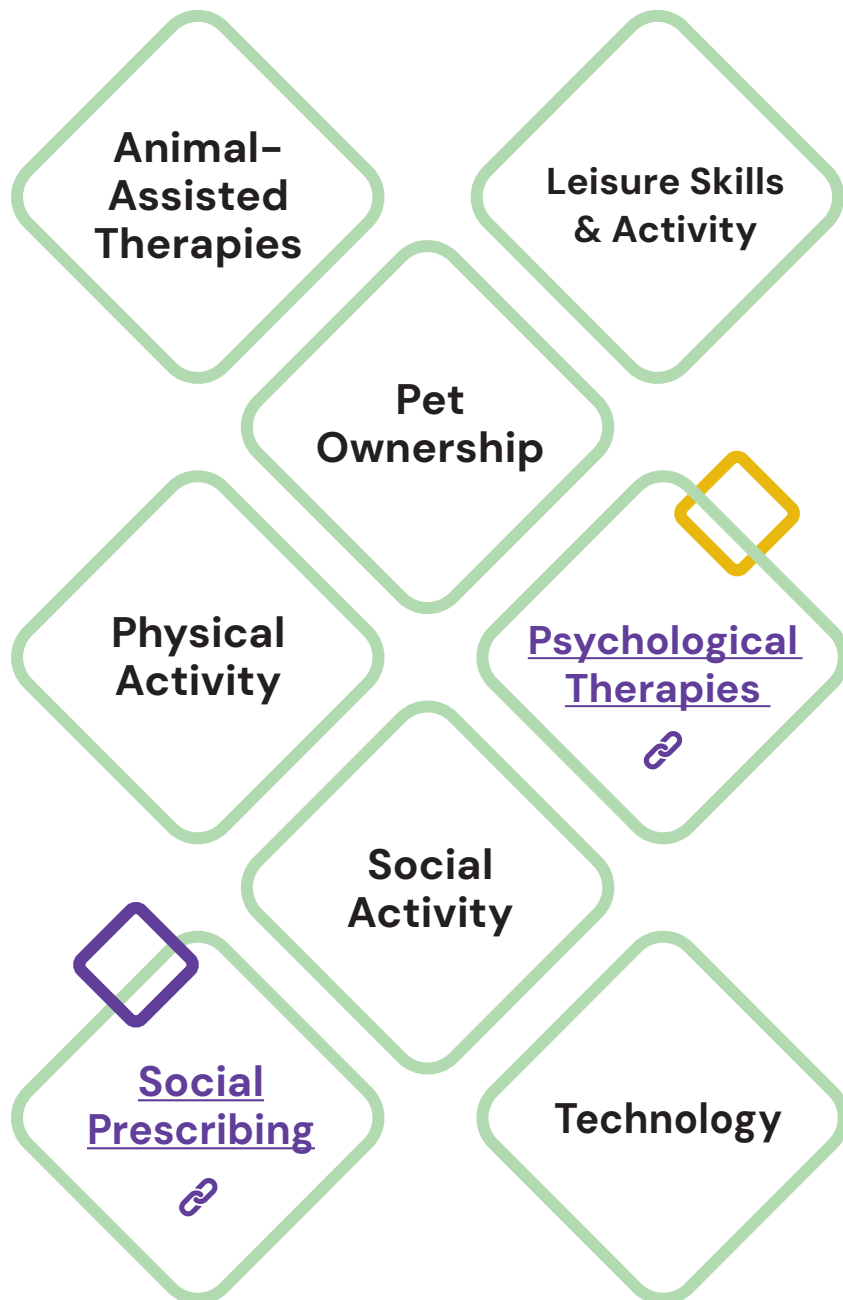 Animal-
Assisted
Therapies
Leisure Skills
& Activity
Pet
Ownership
Physical
Activity
Psychological
Therapies
Social
Activity
Social
Prescribing
Technology